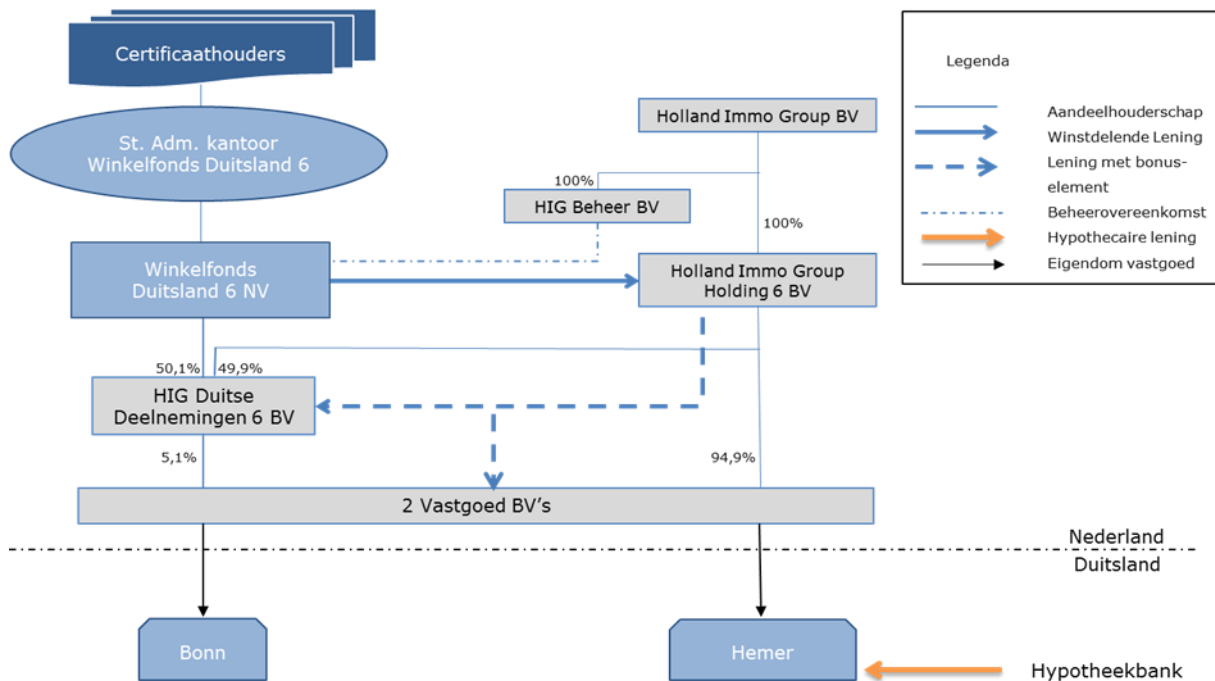 Certificaathouders
St. Adm. kantoor
Winkelfonds Duitsland 6
Holland Immo Group BV
100%
HIG Beheer BV
100%
Winkelfonds
Duitsland 6 NV
Holland Immo Group
Holding 6 BV
50,1%
49,9%
HIG Duitse
Deelnemingen 6 BV
5,1%
94,9%
2 Vastgoed BV's
Nederland
Duitsland
Bonn
Hemer
Hypotheekbank
Legenda
Aandeelhouderschap
Winstdelende Lening
Lening met bonus-
element
Beheerovereenkomst
Hypothecaire lening
Eigendom vastgoed